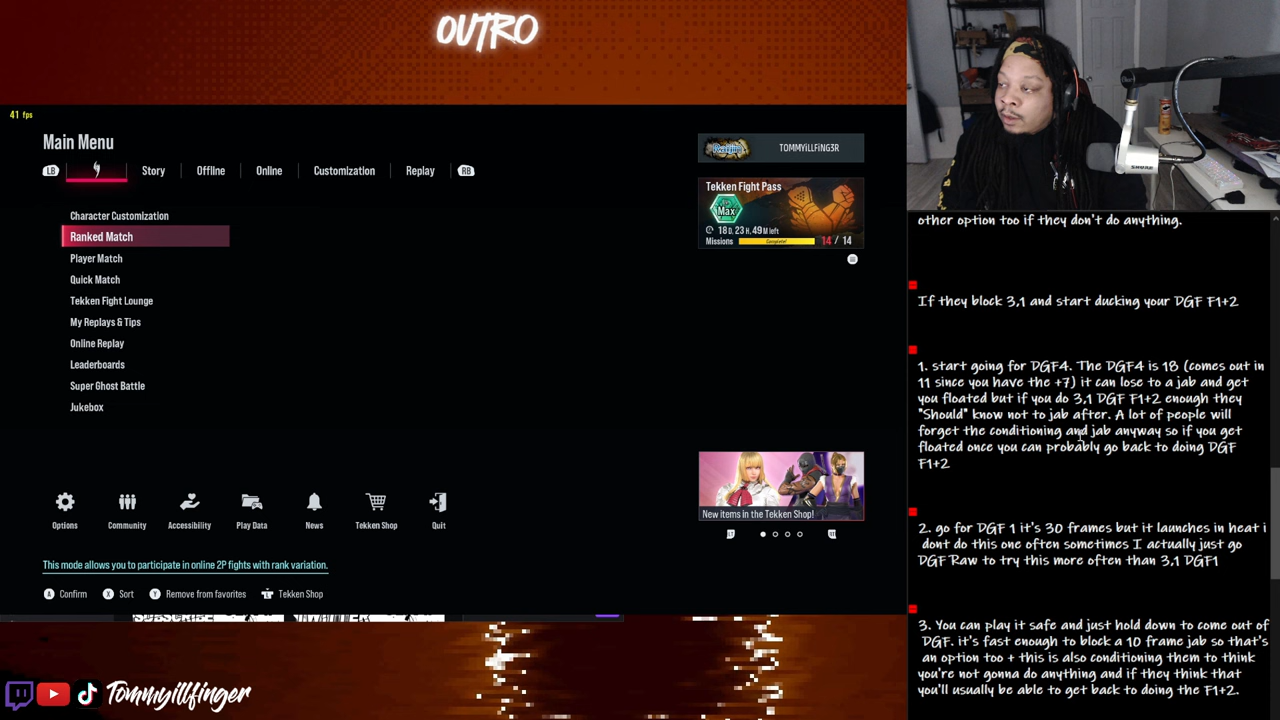 OUTRO
41 fps
Main Menu
LB
Story
Offline
Online
Customization
Replay
RB
Character Customization
Ranked Match
Player Match
Quick Match
Tekken Fight Lounge
My Replays & Tips
Online Replay
Leaderboards
Super Ghost Battle
Jukebox
Options
Community
Accessibility
Play Data
News
Tekken Shop
Quit
This mode allows you to participate in online 2P fights with rank variation.
A Confirm
X Sort
Y Remove from favorites
Tekken Shop
TOMMYiLLFiNG3R
Tekken Fight Pass
Max
18 D, 23 H, 49 M left
Missions Complete! 14 / 14
New items in the Tekken Shop!
Tommyillfinger
SHURE
other option too if they don't do anything.
If they block 3,1 and start ducking your DGF F1+2
1. start going for DGF4. The DGF4 is 18 (comes out in
11 since you have the +7) it can lose to a jab and get
you floated but if you do 3,1 DGF F1+2 enough they
"Should" know not to jab after. A lot of people will
forget the conditioning and jab anyway so if you get
floated once you can probably go back to doing DGF
F1+2
2. go for DGF 1 it's 30 frames but it launches in heat i
dont do this one often sometimes I actually just go
DGF Raw to try this more often than 3,1 DGF1
3. You can play it safe and just hold down to come out of
DGF. it's fast enough to block a 10 frame jab so that's
an option too + this is also conditioning them to think
you're not gonna do anything and if they think that
you'll usually be able to get back to doing the F1+2.